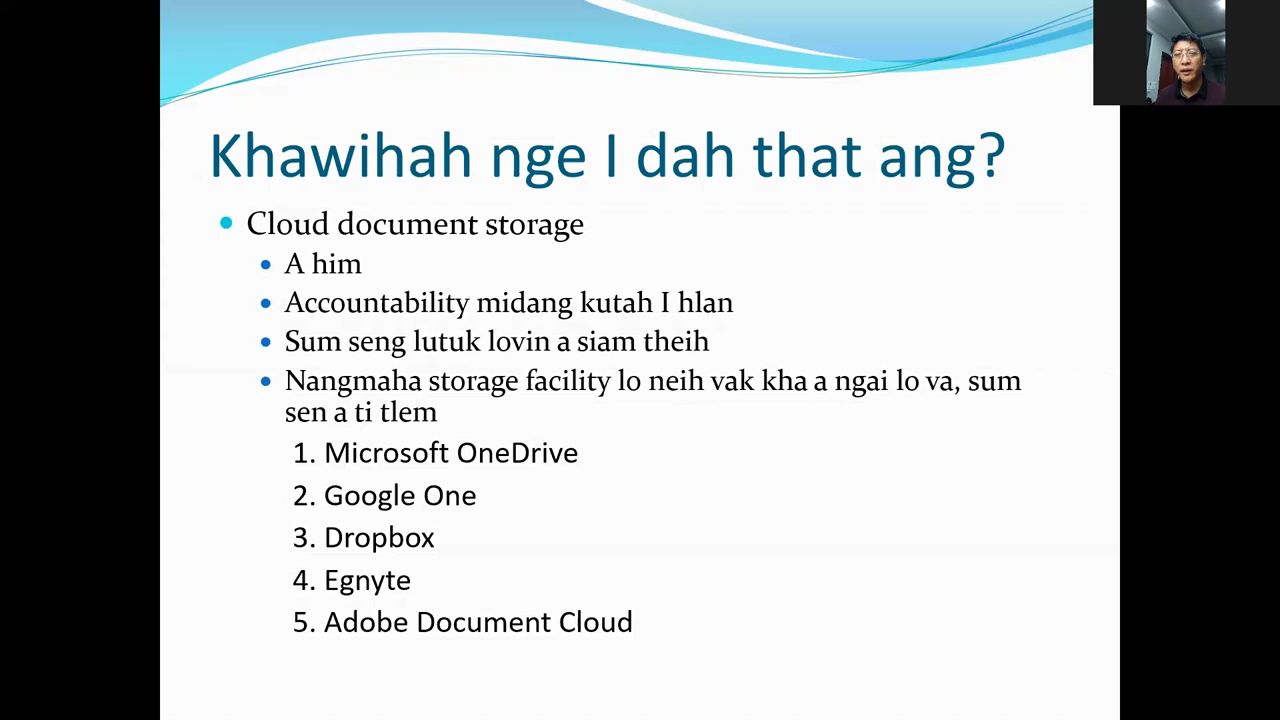 Khawihah nge I dah that ang?
Cloud document storage
A him
Accountability midang kutah I hlan
Sum seng lutuk lovin a siam theih
Nangmaha storage facility lo neih vak kha a ngai lo va, sum
sen a ti tlem
1. Microsoft OneDrive
2. Google One
3. Dropbox
4. Egnyte
5. Adobe Document Cloud